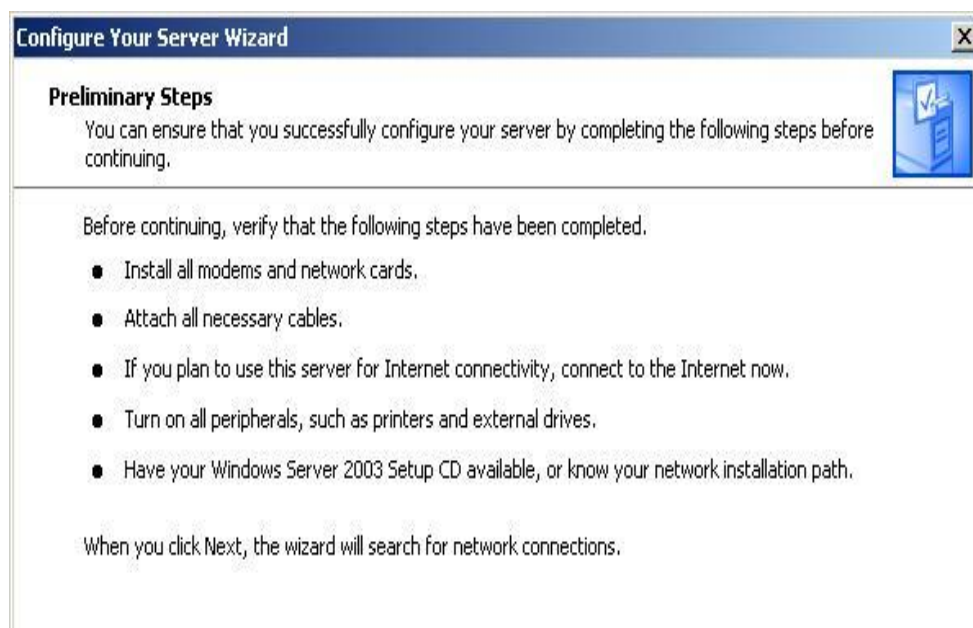 Configure Your Server Wizard
X
Preliminary Steps
You can ensure that you successfully configure your server by completing the following steps before
continuing.
Before continuing, verify that the following steps have been completed.
● Install all modems and network cards.
● Attach all necessary cables.
● If you plan to use this server for Internet connectivity, connect to the Internet now.
● Turn on all peripherals, such as printers and external drives.
● Have your Windows Server 2003 Setup CD available, or know your network installation path.
When you click Next, the wizard will search for network connections.